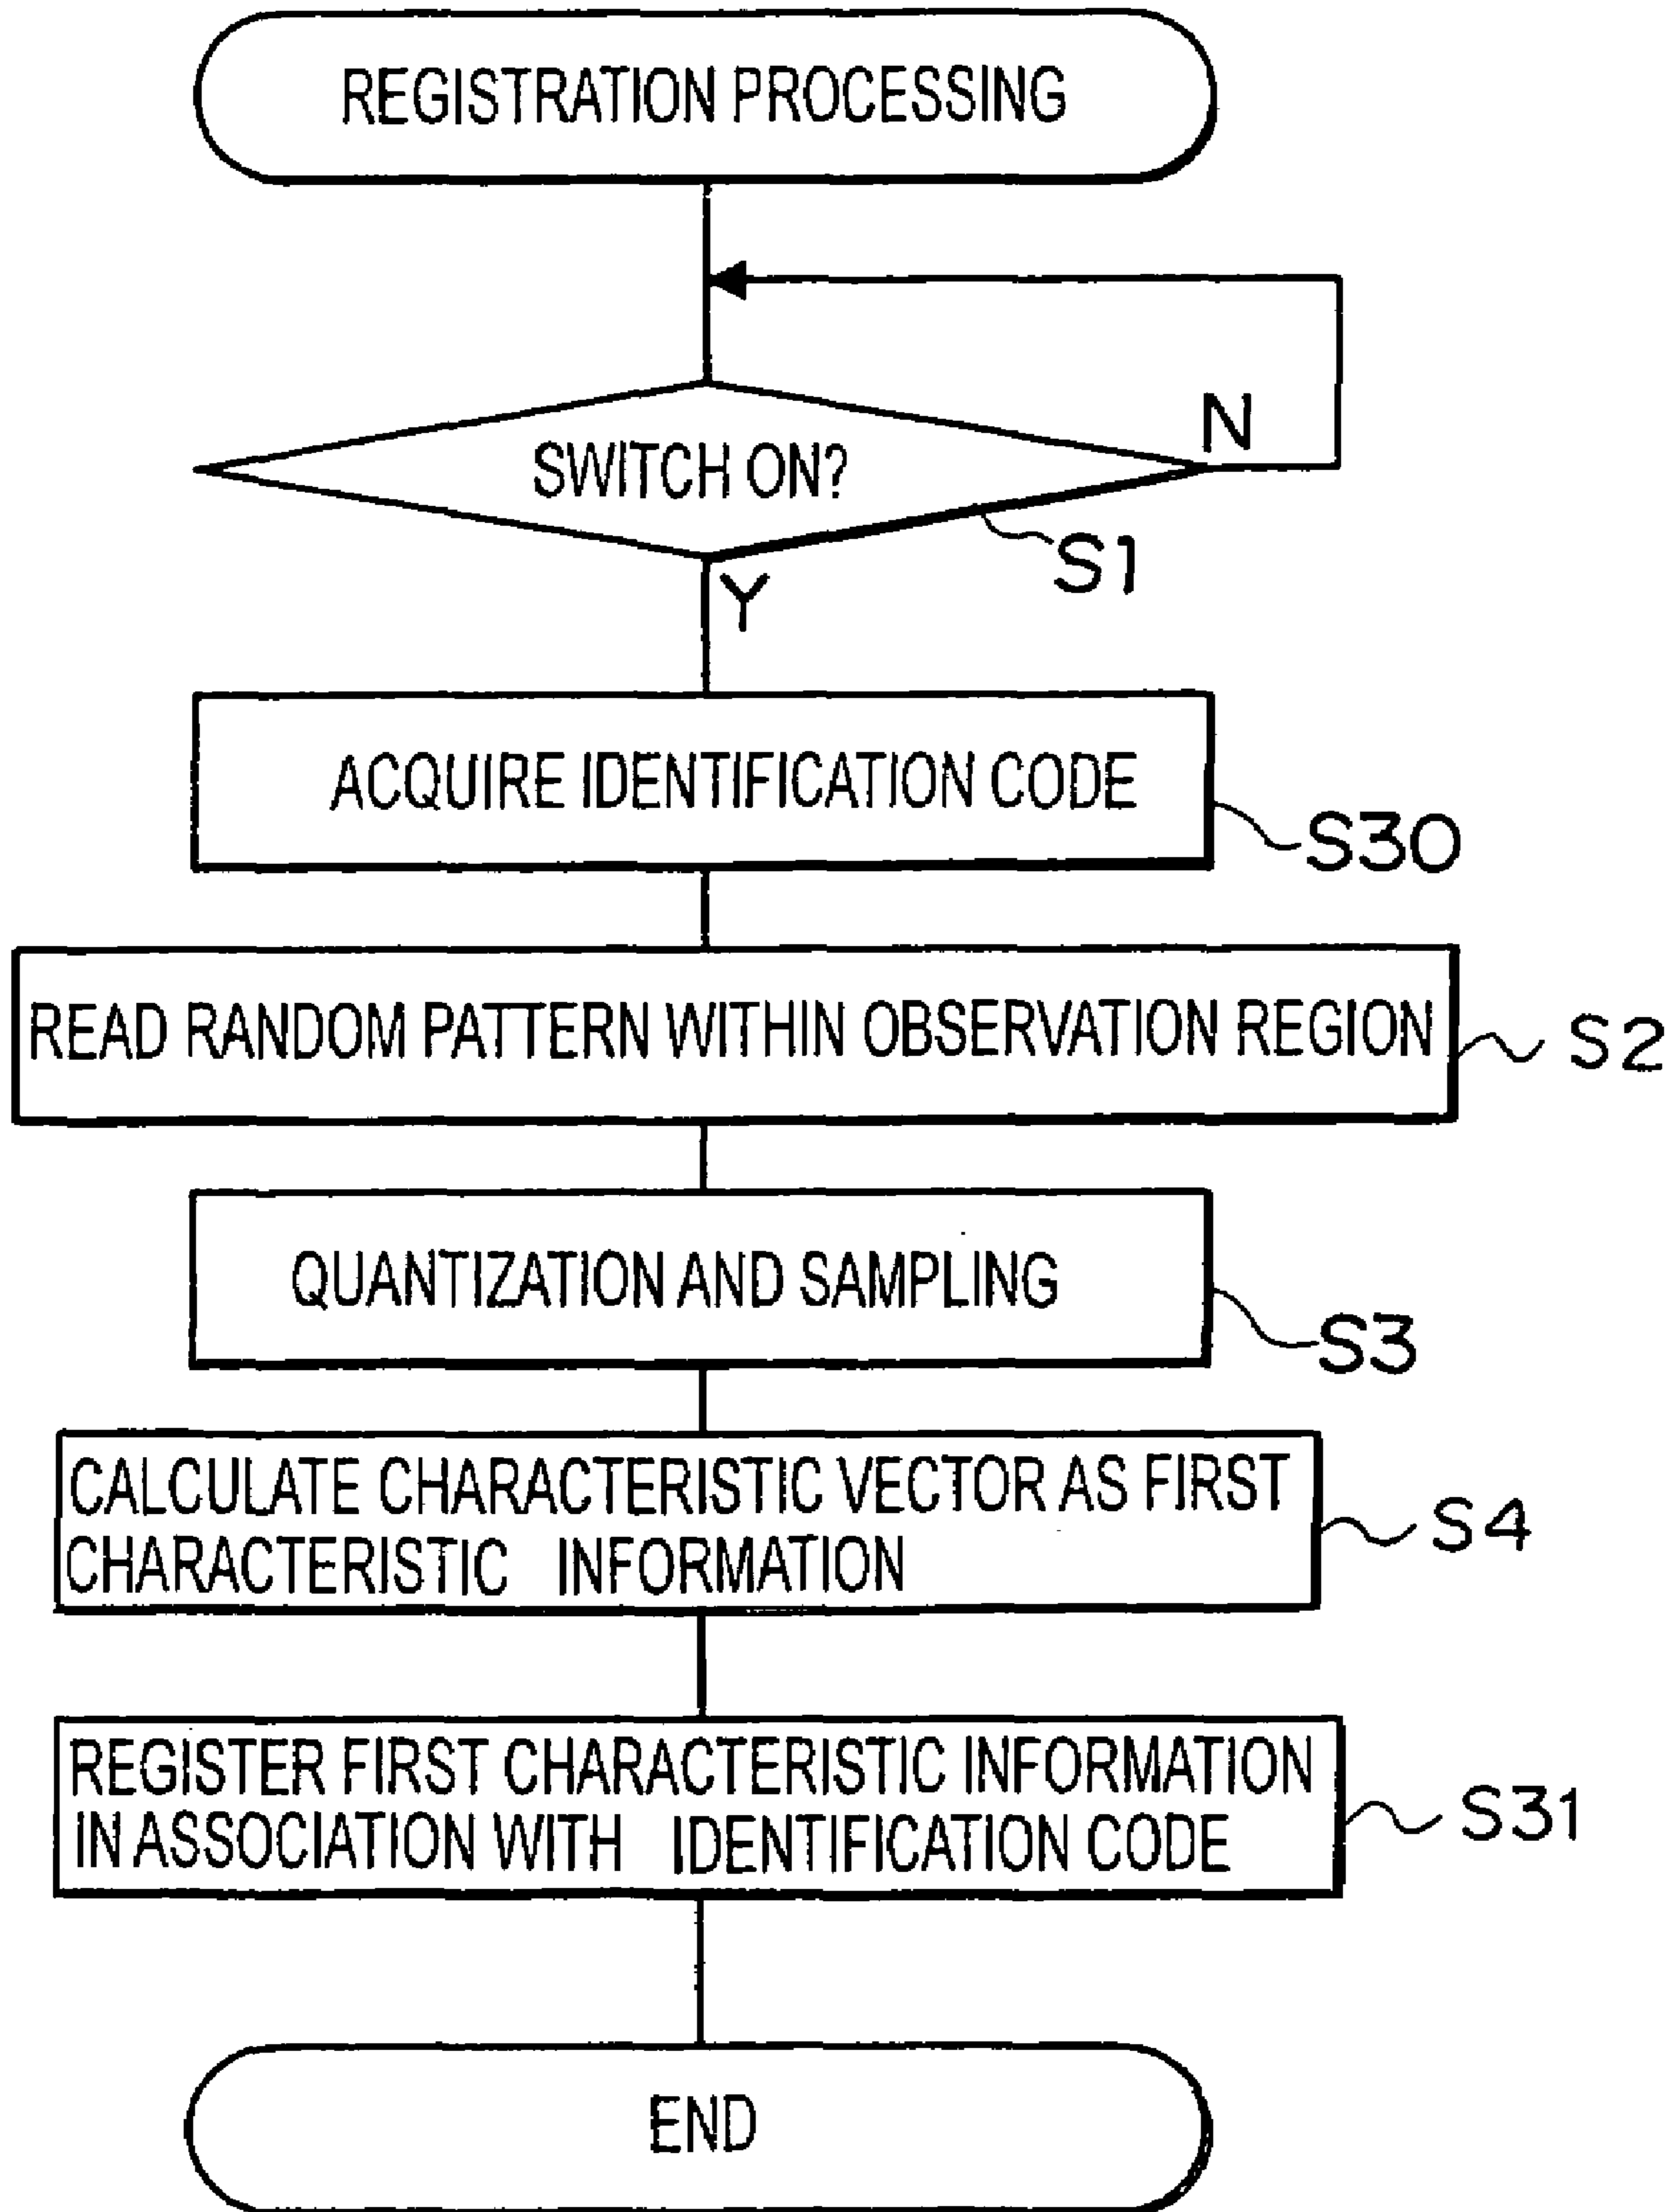 REGISTRATION PROCESSING
N
SWITCH ON?
S1
Y
ACQUIRE IDENTIFICATION CODE
S30
READ RANDOM PATTERN WITHIN OBSERVATION REGION
S2
QUANTIZATION AND SAMPLING
S3
CALCULATE CHARACTERISTIC VECTOR AS FIRST
CHARACTERISTIC INFORMATION
S4
REGISTER FIRST CHARACTERISTIC INFORMATION
IN ASSOCIATION WITH IDENTIFICATION CODE
S31
END